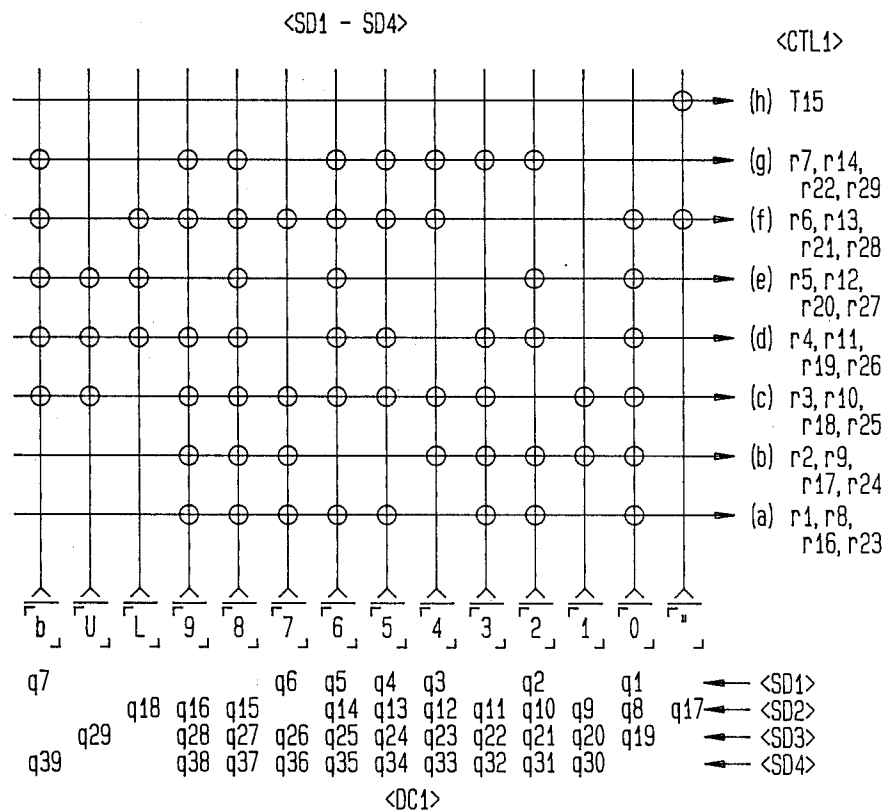 <SD1 - SD4>
<CTL1>
(h) T15
(g) r7, r14,
r22, r29
(f) r6, r13,
r21, r28
(e) r5, r12,
r20, r27
(d) r4, r11,
r19, r26
(c) r3, r10,
r18, r25
(b) r2, r9,
r17, r24
(a) r1, r8,
r16, r23
「b」 「U」 「L」 「9」 「8」 「7」 「6」 「5」 「4」 「3」 「2」 「1」 「0」 「"」
q7 q6 q5 q4 q3 q2 q1 <SD1>
q18 q16 q15 q14 q13 q12 q11 q10 q9 q8 q17 <SD2>
q29 q28 q27 q26 q25 q24 q23 q22 q21 q20 q19 <SD3>
q39 q38 q37 q36 q35 q34 q33 q32 q31 q30 <SD4>
<DC1>